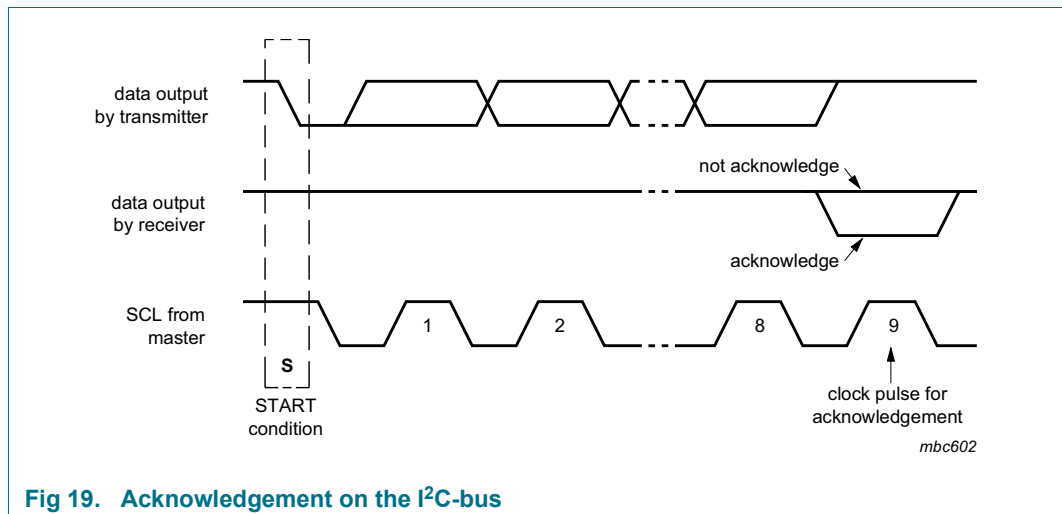 data output
by transmitter
not acknowledge
data output
by receiver
acknowledge
SCL from
master
1
2
8
9
S
START
condition
clock pulse for
acknowledgement
mbc602
Fig 19. Acknowledgement on the I²C-bus